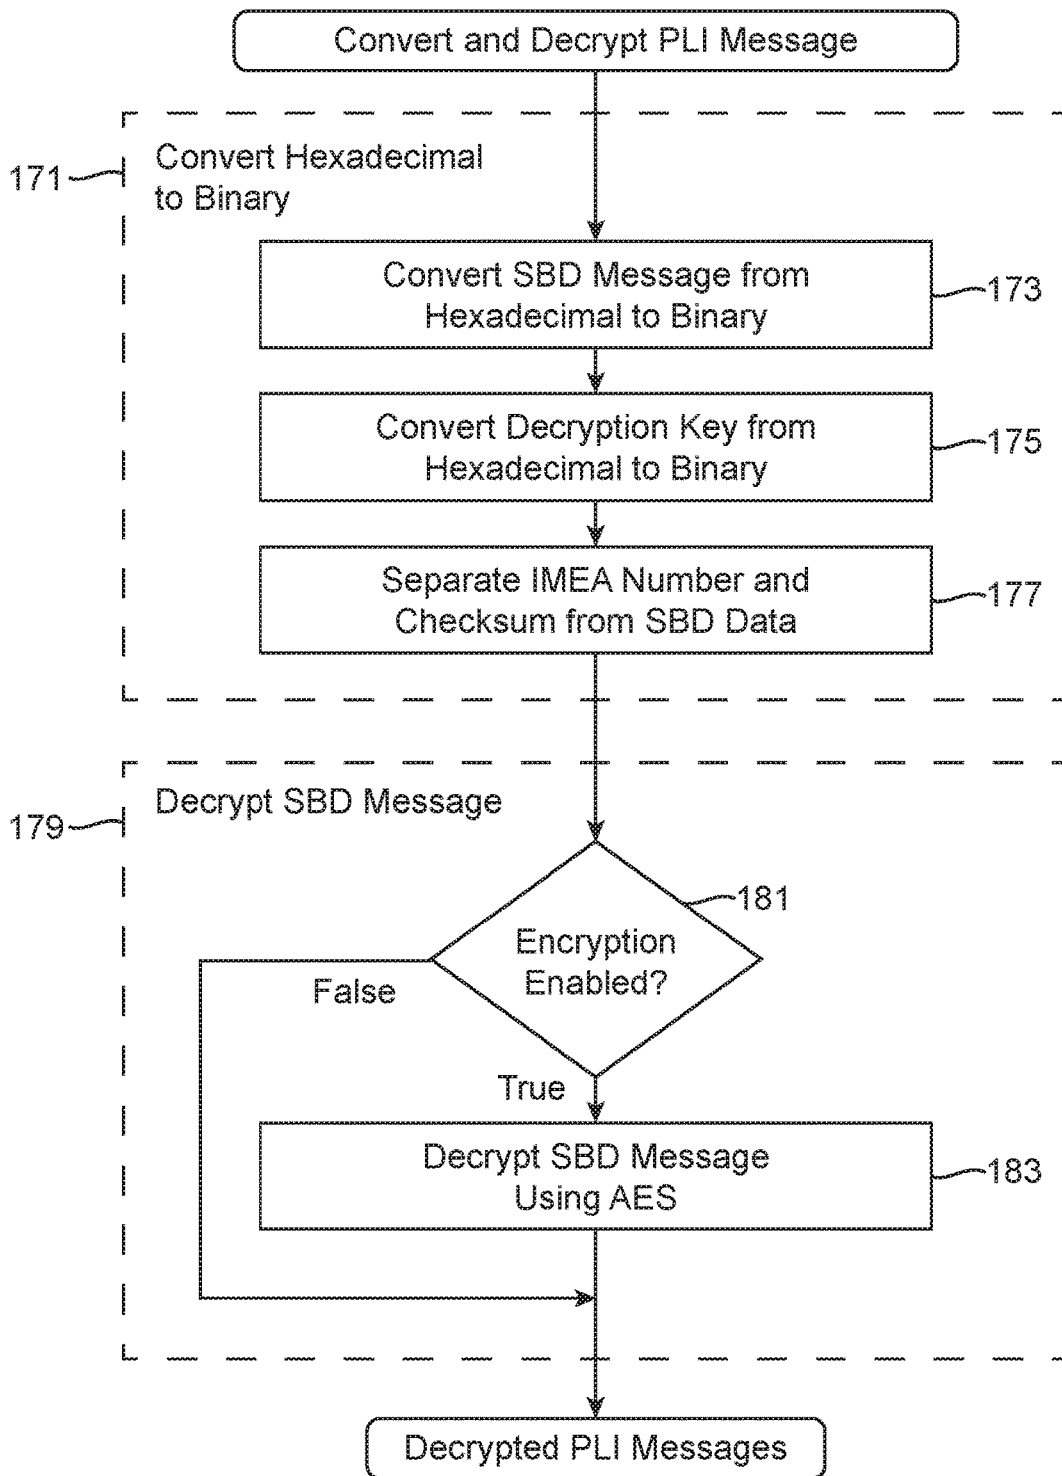 Convert and Decrypt PLI Message
171
Convert Hexadecimal
to Binary
Convert SBD Message from
Hexadecimal to Binary
173
Convert Decryption Key from
Hexadecimal to Binary
175
Separate IMEA Number and
Checksum from SBD Data
177
179
Decrypt SBD Message
181
Encryption
Enabled?
False
True
Decrypt SBD Message
Using AES
183
Decrypted PLI Messages